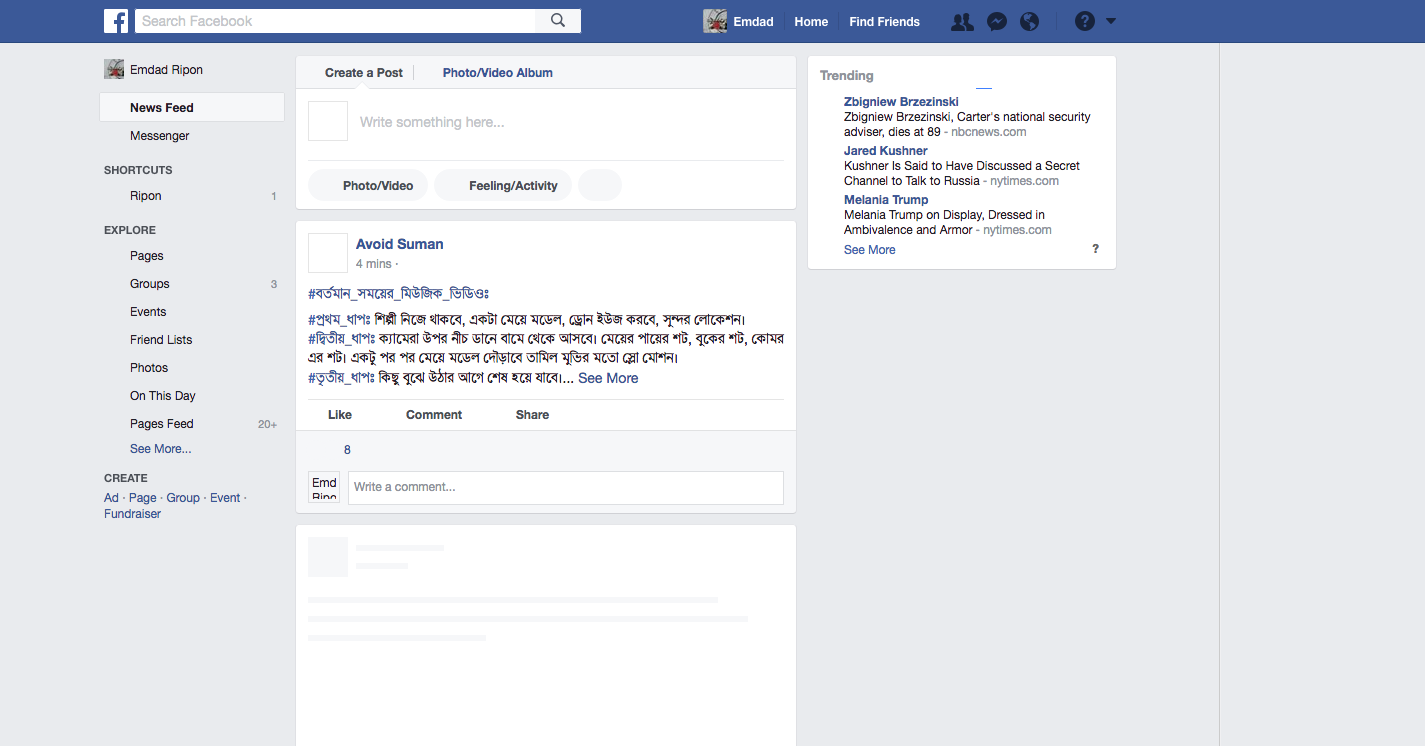 Search Facebook
Emdad
Home
Find Friends
?
Emdad Ripon
News Feed
Messenger
SHORTCUTS
Ripon 1
EXPLORE
Pages
Groups 3
Events
Friend Lists
Photos
On This Day
Pages Feed 20+
See More...
CREATE
Ad · Page · Group · Event ·
Fundraiser
Create a Post
Photo/Video Album
Write something here...
Photo/Video
Feeling/Activity
Avoid Suman
4 mins ·
#বর্তমান_সময়ের_মিউজিক_ভিডিওঃ
#প্রথম_ধাপঃ শিল্পী নিজে থাকবে, একটা মেয়ে মডেল, ড্রোন ইউজ করবে, সুন্দর লোকেশন।
#দ্বিতীয়_ধাপঃ ক্যামেরা উপর নীচ ডানে বামে থেকে আসবে। মেয়ের পায়ের শট, বুকের শট, কোমর
এর শট। একটু পর পর মেয়ে মডেল দৌড়াবে তামিল মুভির মতো স্লো মোশন।
#তৃতীয়_ধাপঃ কিছু বুঝে উঠার আগে শেষ হয়ে যাবে।... See More
Like
Comment
Share
8
Emd
Write a comment...
Trending
Zbigniew Brzezinski
Zbigniew Brzezinski, Carter's national security
adviser, dies at 89 - nbcnews.com
Jared Kushner
Kushner Is Said to Have Discussed a Secret
Channel to Talk to Russia - nytimes.com
Melania Trump
Melania Trump on Display, Dressed in
Ambivalence and Armor - nytimes.com
See More
?